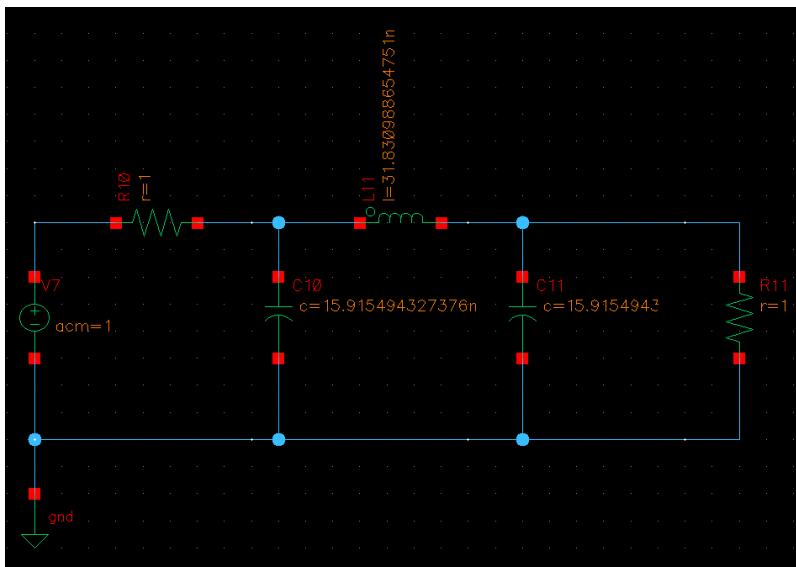 l=31.830988654751n
R10
r=1
L11
V7
acm=1
C10
c=15.915494327376n
C11
c=15.9154943
R11
r=1
gnd